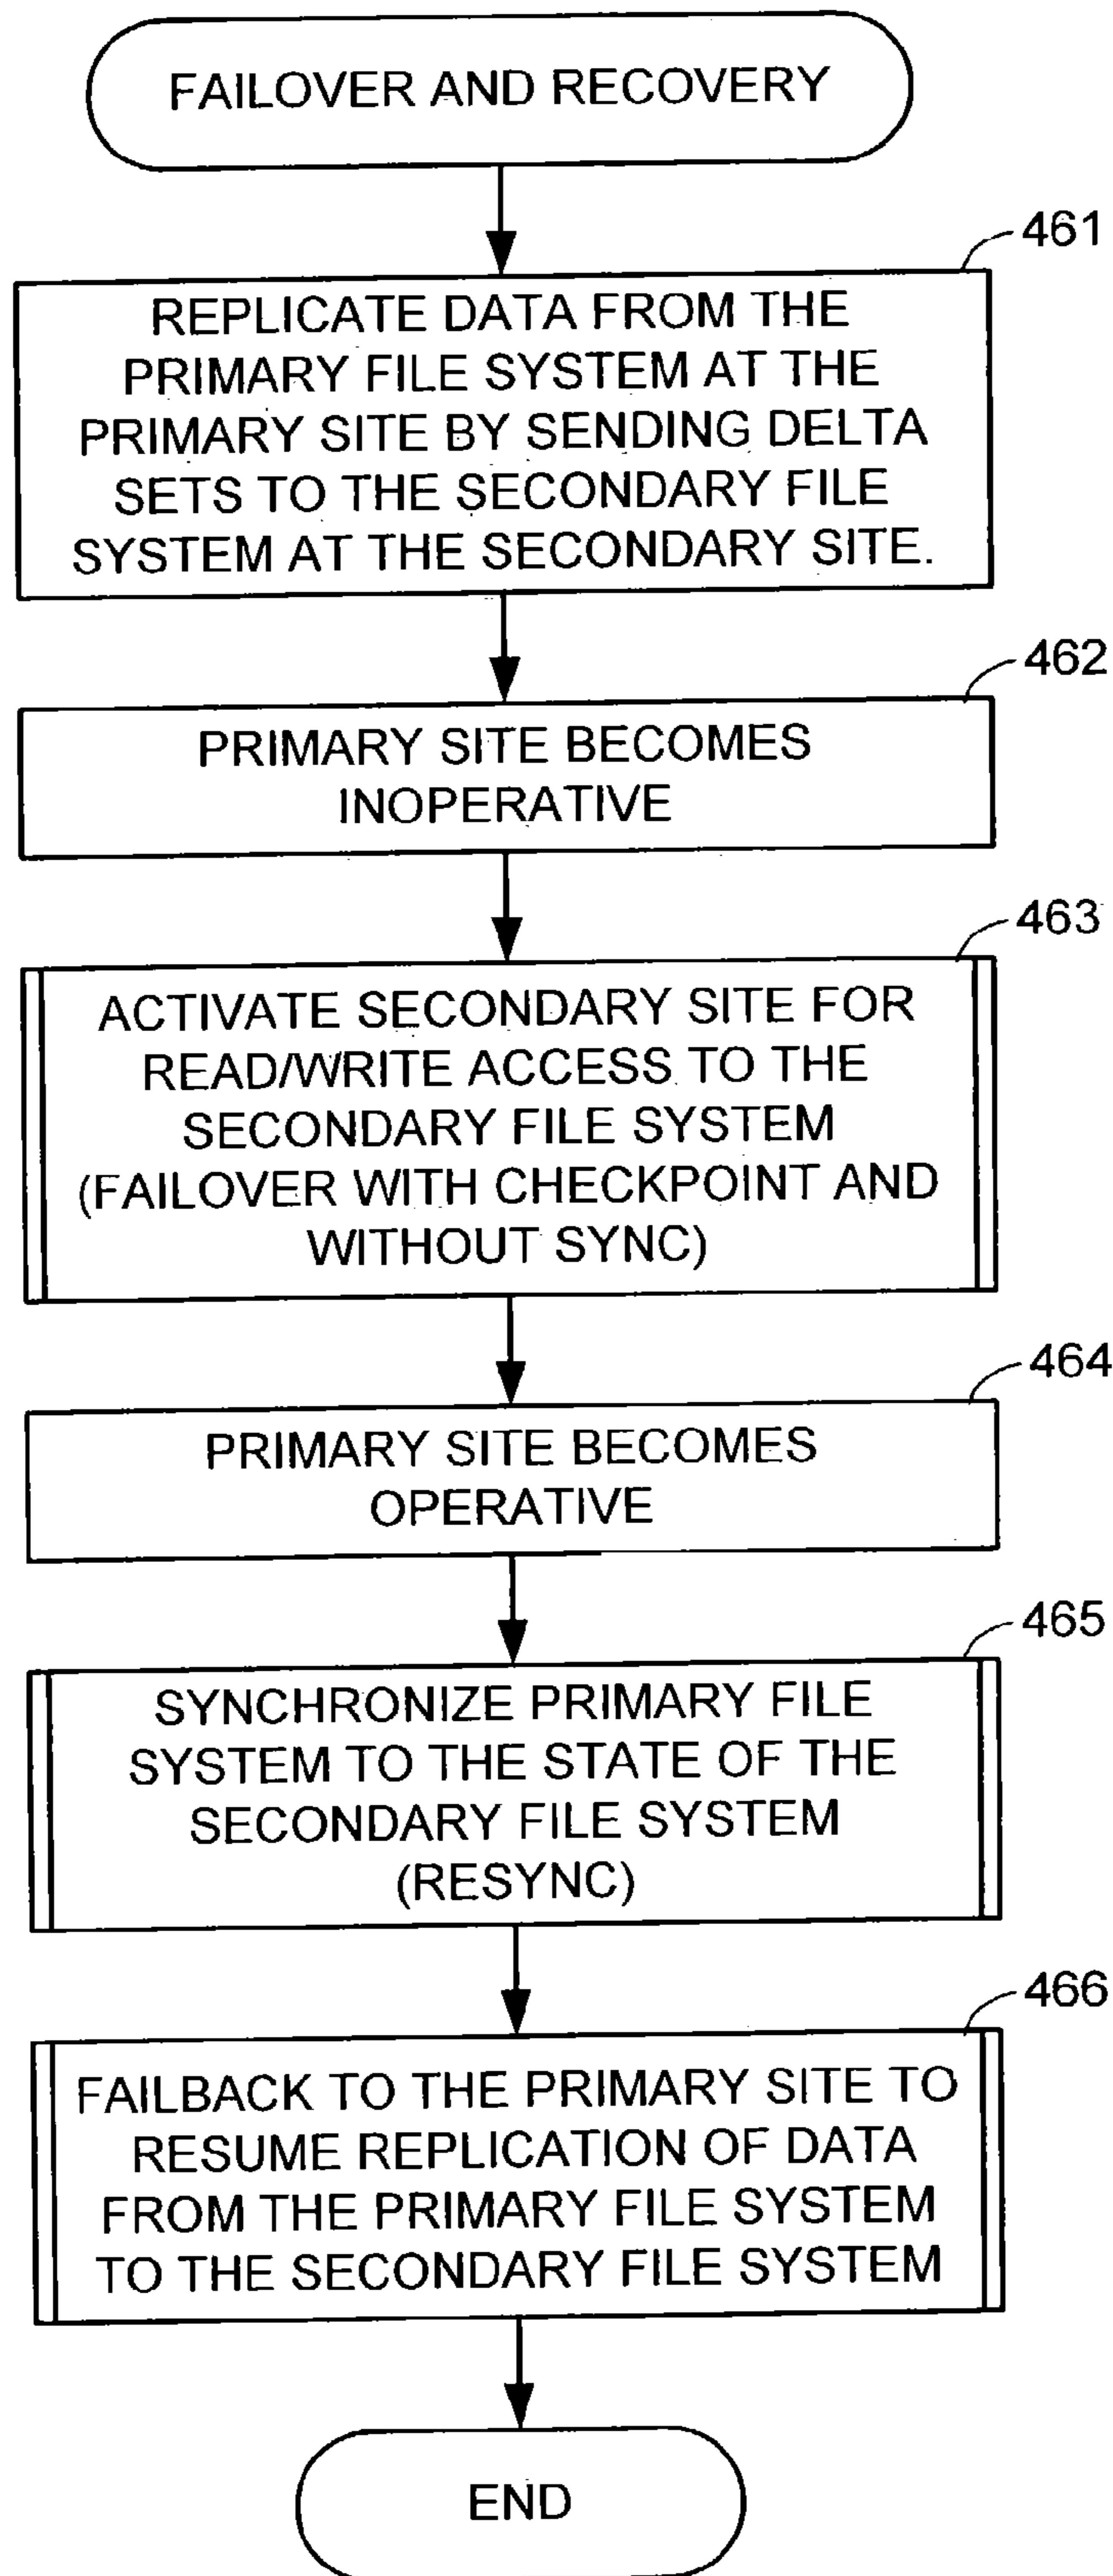 FAILOVER AND RECOVERY
461
REPLICATE DATA FROM THE
PRIMARY FILE SYSTEM AT THE
PRIMARY SITE BY SENDING DELTA
SETS TO THE SECONDARY FILE
SYSTEM AT THE SECONDARY SITE.
462
PRIMARY SITE BECOMES
INOPERATIVE
463
ACTIVATE SECONDARY SITE FOR
READ/WRITE ACCESS TO THE
SECONDARY FILE SYSTEM
(FAILOVER WITH CHECKPOINT AND
WITHOUT SYNC)
464
PRIMARY SITE BECOMES
OPERATIVE
465
SYNCHRONIZE PRIMARY FILE
SYSTEM TO THE STATE OF THE
SECONDARY FILE SYSTEM
(RESYNC)
466
FAILBACK TO THE PRIMARY SITE TO
RESUME REPLICATION OF DATA
FROM THE PRIMARY FILE SYSTEM
TO THE SECONDARY FILE SYSTEM
END